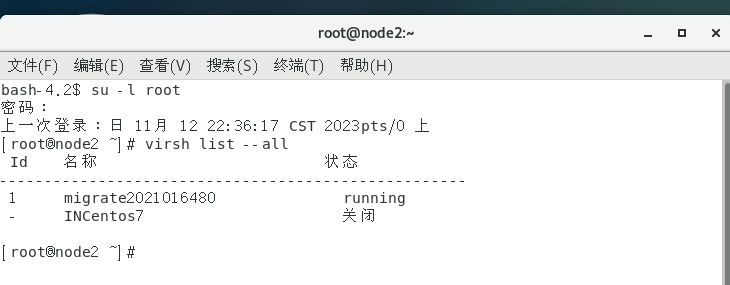 root@node2:~
文件(F) 编辑(E) 查看(V) 搜索(S) 终端(T) 帮助(H)
bash-4.2$ su -l root
密码：
上一次登录：日 11月 12 22:36:17 CST 2023pts/0 上
[root@node2 ~]# virsh list --all
 Id    名称                         状态
----------------------------------------------------
 1     migrate2021016480              running
 -     INCentos7                      关闭
[root@node2 ~]#